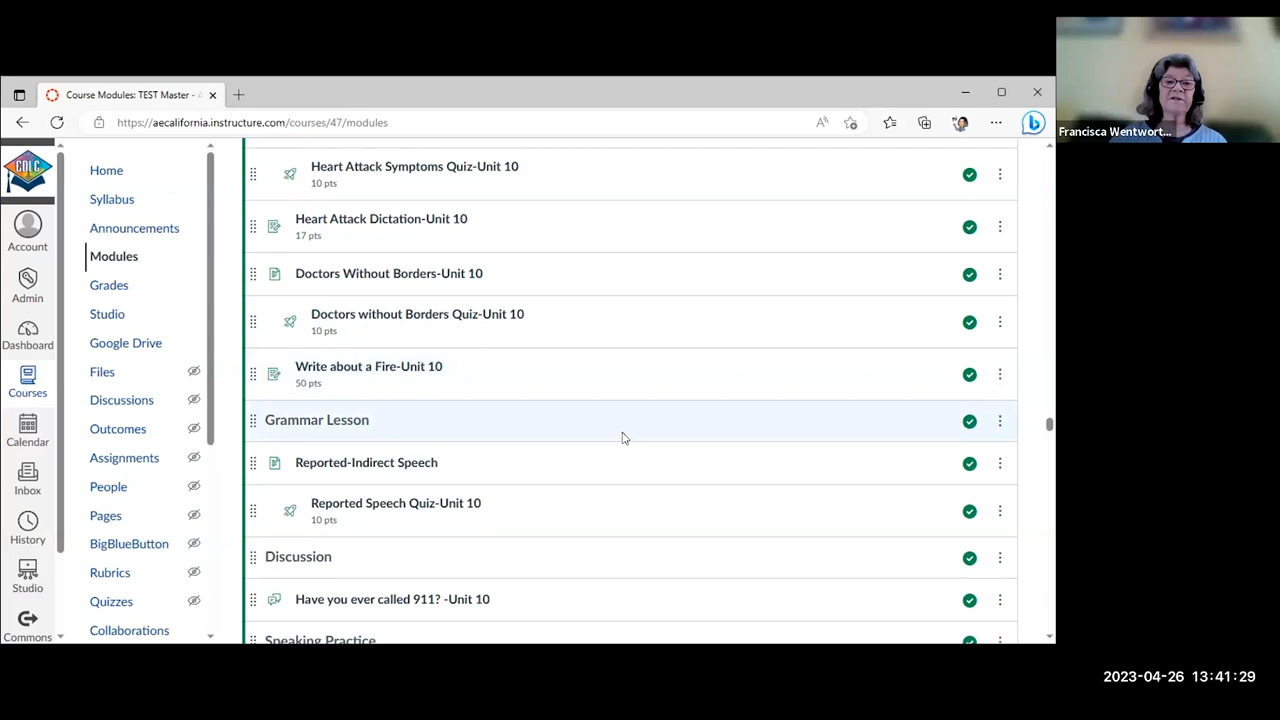 Course Modules: TEST Master - A
https://aecalifornia.instructure.com/courses/47/modules
Francisca Wentwort...
COLC
Account
Admin
Dashboard
Courses
Calendar
Inbox
History
Studio
Commons
Home
Syllabus
Announcements
Modules
Grades
Studio
Google Drive
Files
Discussions
Outcomes
Assignments
People
Pages
BigBlueButton
Rubrics
Quizzes
Collaborations
Heart Attack Symptoms Quiz-Unit 10
10 pts
Heart Attack Dictation-Unit 10
17 pts
Doctors Without Borders-Unit 10
Doctors without Borders Quiz-Unit 10
10 pts
Write about a Fire-Unit 10
50 pts
Grammar Lesson
Reported-Indirect Speech
Reported Speech Quiz-Unit 10
10 pts
Discussion
Have you ever called 911? -Unit 10
Speaking Practice
2023-04-26 13:41:29